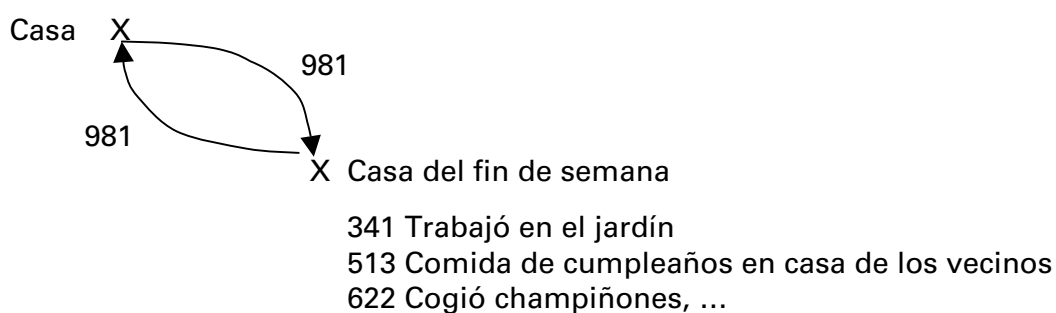 Casa X
981
981
X Casa del fin de semana
341 Trabajó en el jardín
513 Comida de cumpleaños en casa de los vecinos
622 Cogió champiñones, ...